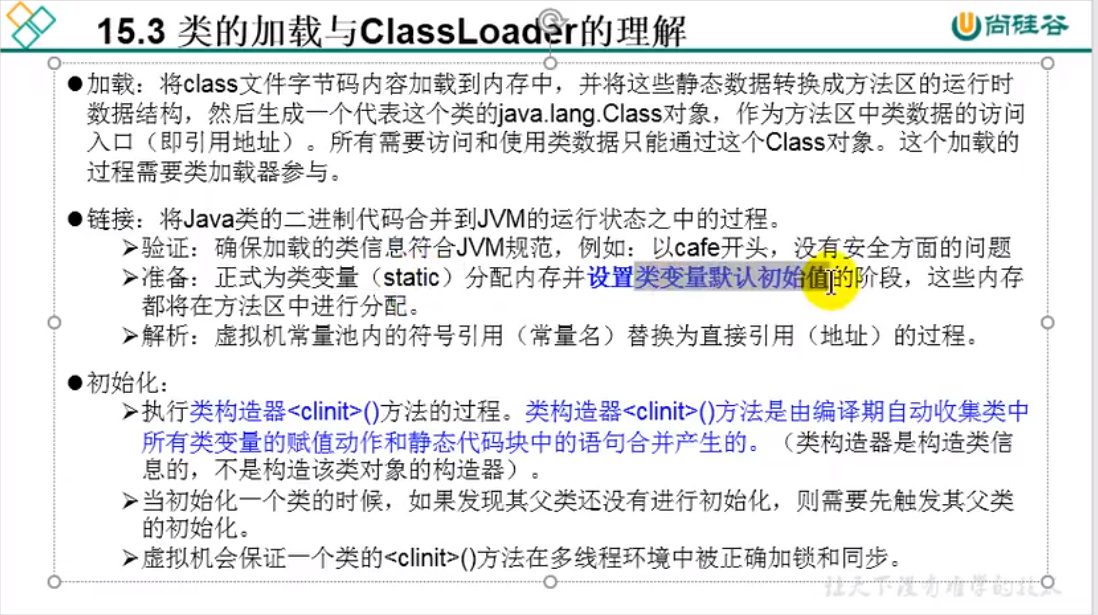 15.3 类的加载与ClassLoader的理解
尚硅谷
●加载：将class文件字节码内容加载到内存中，并将这些静态数据转换成方法区的运行时
数据结构，然后生成一个代表这个类的java.lang.Class对象，作为方法区中类数据的访问
入口（即引用地址）。所有需要访问和使用类数据只能通过这个Class对象。这个加载的
过程需要类加载器参与。
●链接：将Java类的二进制代码合并到JVM的运行状态之中的过程。
➢验证：确保加载的类信息符合JVM规范，例如：以cafe开头，没有安全方面的问题
➢准备：正式为类变量（static）分配内存并设置类变量默认初始值的阶段，这些内存
都将在方法区中进行分配。
➢解析：虚拟机常量池内的符号引用（常量名）替换为直接引用（地址）的过程。
●初始化：
➢执行类构造器<clinit>()方法的过程。类构造器<clinit>()方法是由编译期自动收集类中
所有类变量的赋值动作和静态代码块中的语句合并产生的。（类构造器是构造类信
息的，不是构造该类对象的构造器）。
➢当初始化一个类的时候，如果发现其父类还没有进行初始化，则需要先触发其父类
的初始化。
➢虚拟机会保证一个类的<clinit>()方法在多线程环境中被正确加锁和同步。
让天下没有难学的技术